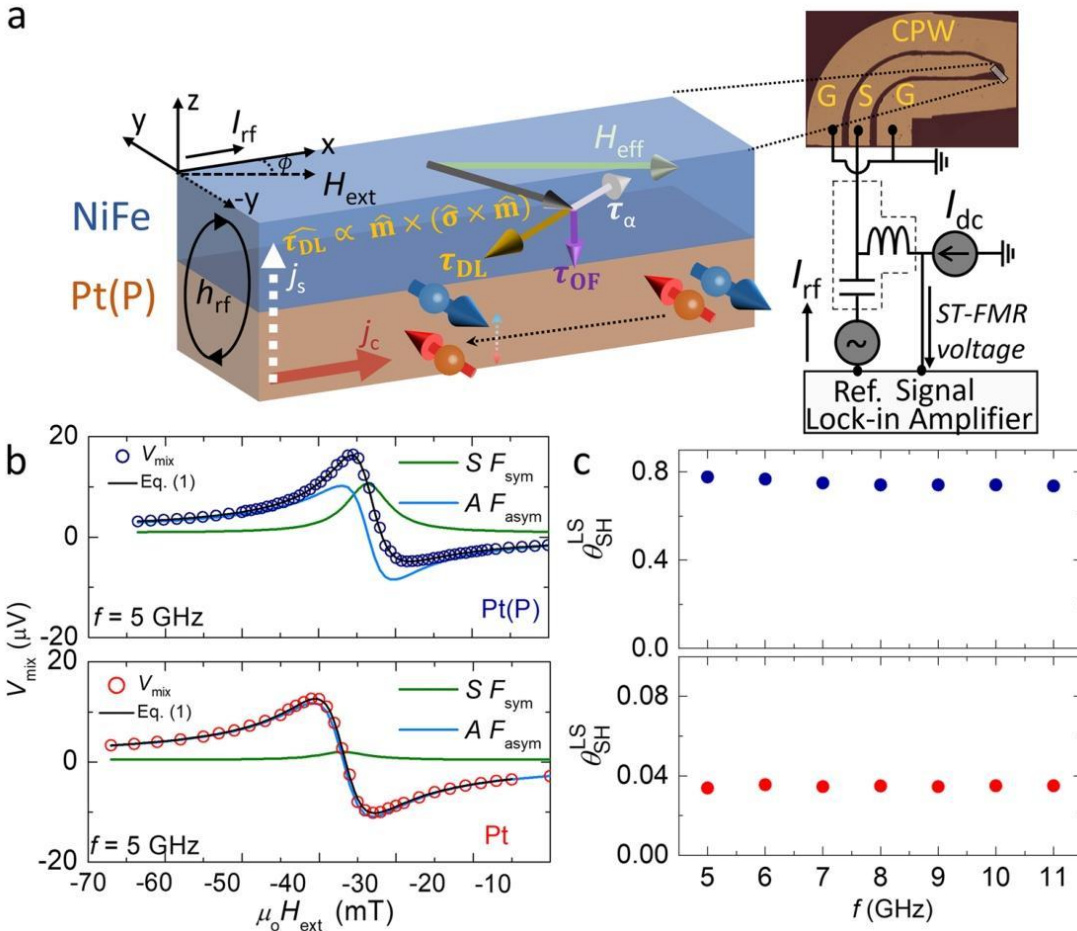 a
z
y
I_rf
x
ϕ
H_ext
-y
NiFe
Pt(P)
h_rf
j_s
j_c
H_eff
τ̂_DL ∝ m̂ × (σ̂ × m̂)
τ_α
τ_DL
τ_OF
CPW
G S G
I_dc
I_rf
ST-FMR
voltage
Ref. Signal
Lock-in Amplifier
b
V_mix (μV)
20
0
-20
V_mix
Eq. (1)
S F_sym
A F_asym
f = 5 GHz
Pt(P)
20
0
-20
V_mix
Eq. (1)
S F_sym
A F_asym
f = 5 GHz
Pt
-70 -60 -50 -40 -30 -20 -10
μ_o H_ext (mT)
c
θ_SH^LS
0.8
0.4
0.0
θ_SH^LS
0.08
0.04
0.00
5 6 7 8 9 10 11
f (GHz)